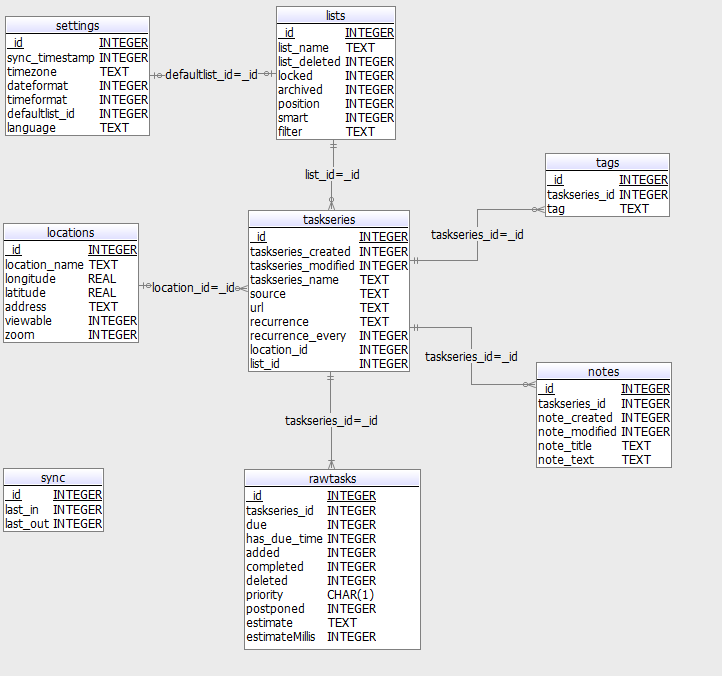 settings
_id INTEGER
sync_timestamp INTEGER
timezone TEXT
dateformat INTEGER
timeformat INTEGER
defaultlist_id INTEGER
language TEXT
defaultlist_id=_id
lists
_id INTEGER
list_name TEXT
list_deleted INTEGER
locked INTEGER
archived INTEGER
position INTEGER
smart INTEGER
filter TEXT
list_id=_id
tags
_id INTEGER
taskseries_id INTEGER
tag TEXT
taskseries_id=_id
locations
_id INTEGER
location_name TEXT
longitude REAL
latitude REAL
address TEXT
viewable INTEGER
zoom INTEGER
location_id=_id
taskseries
_id INTEGER
taskseries_created INTEGER
taskseries_modified INTEGER
taskseries_name TEXT
source TEXT
url TEXT
recurrence TEXT
recurrence_every INTEGER
location_id INTEGER
list_id INTEGER
taskseries_id=_id
notes
_id INTEGER
taskseries_id INTEGER
note_created INTEGER
note_modified INTEGER
note_title TEXT
note_text TEXT
taskseries_id=_id
sync
_id INTEGER
last_in INTEGER
last_out INTEGER
rawtasks
_id INTEGER
taskseries_id INTEGER
due INTEGER
has_due_time INTEGER
added INTEGER
completed INTEGER
deleted INTEGER
priority CHAR(1)
postponed INTEGER
estimate TEXT
estimateMillis INTEGER